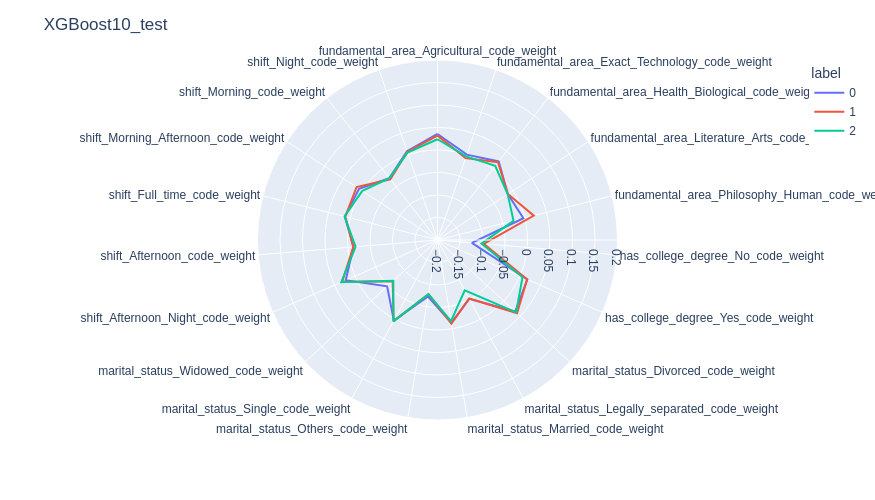 XGBoost10_test
fundamental_area_Agricultural_code_weight
shift_Night_code_weight
fundamental_area_Exact_Technology_code_weight
label
shift_Morning_code_weight
fundamental_area_Health_Biological_code_weig
0
1
2
shift_Morning_Afternoon_code_weight
fundamental_area_Literature_Arts_code_
shift_Full_time_code_weight
fundamental_area_Philosophy_Human_code_we
shift_Afternoon_code_weight
−0.2
−0.15
−0.1
−0.05
0
0.05
0.1
0.15
0.2
has_college_degree_No_code_weight
shift_Afternoon_Night_code_weight
has_college_degree_Yes_code_weight
marital_status_Widowed_code_weight
marital_status_Divorced_code_weight
marital_status_Single_code_weight
marital_status_Legally_separated_code_weight
marital_status_Others_code_weight
marital_status_Married_code_weight